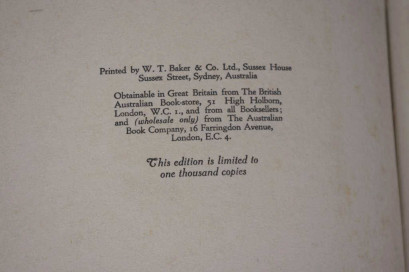 Printed by W. T. Baker & Co. Ltd., Sussex House
Sussex Street, Sydney, Australia
Obtainable in Great Britain from The British
Australian Book-store, 51 High Holborn,
London, W.C. 1., and from all Booksellers;
and (wholesale only) from The Australian
Book Company, 16 Farringdon Avenue,
London, E.C. 4.
This edition is limited to
one thousand copies